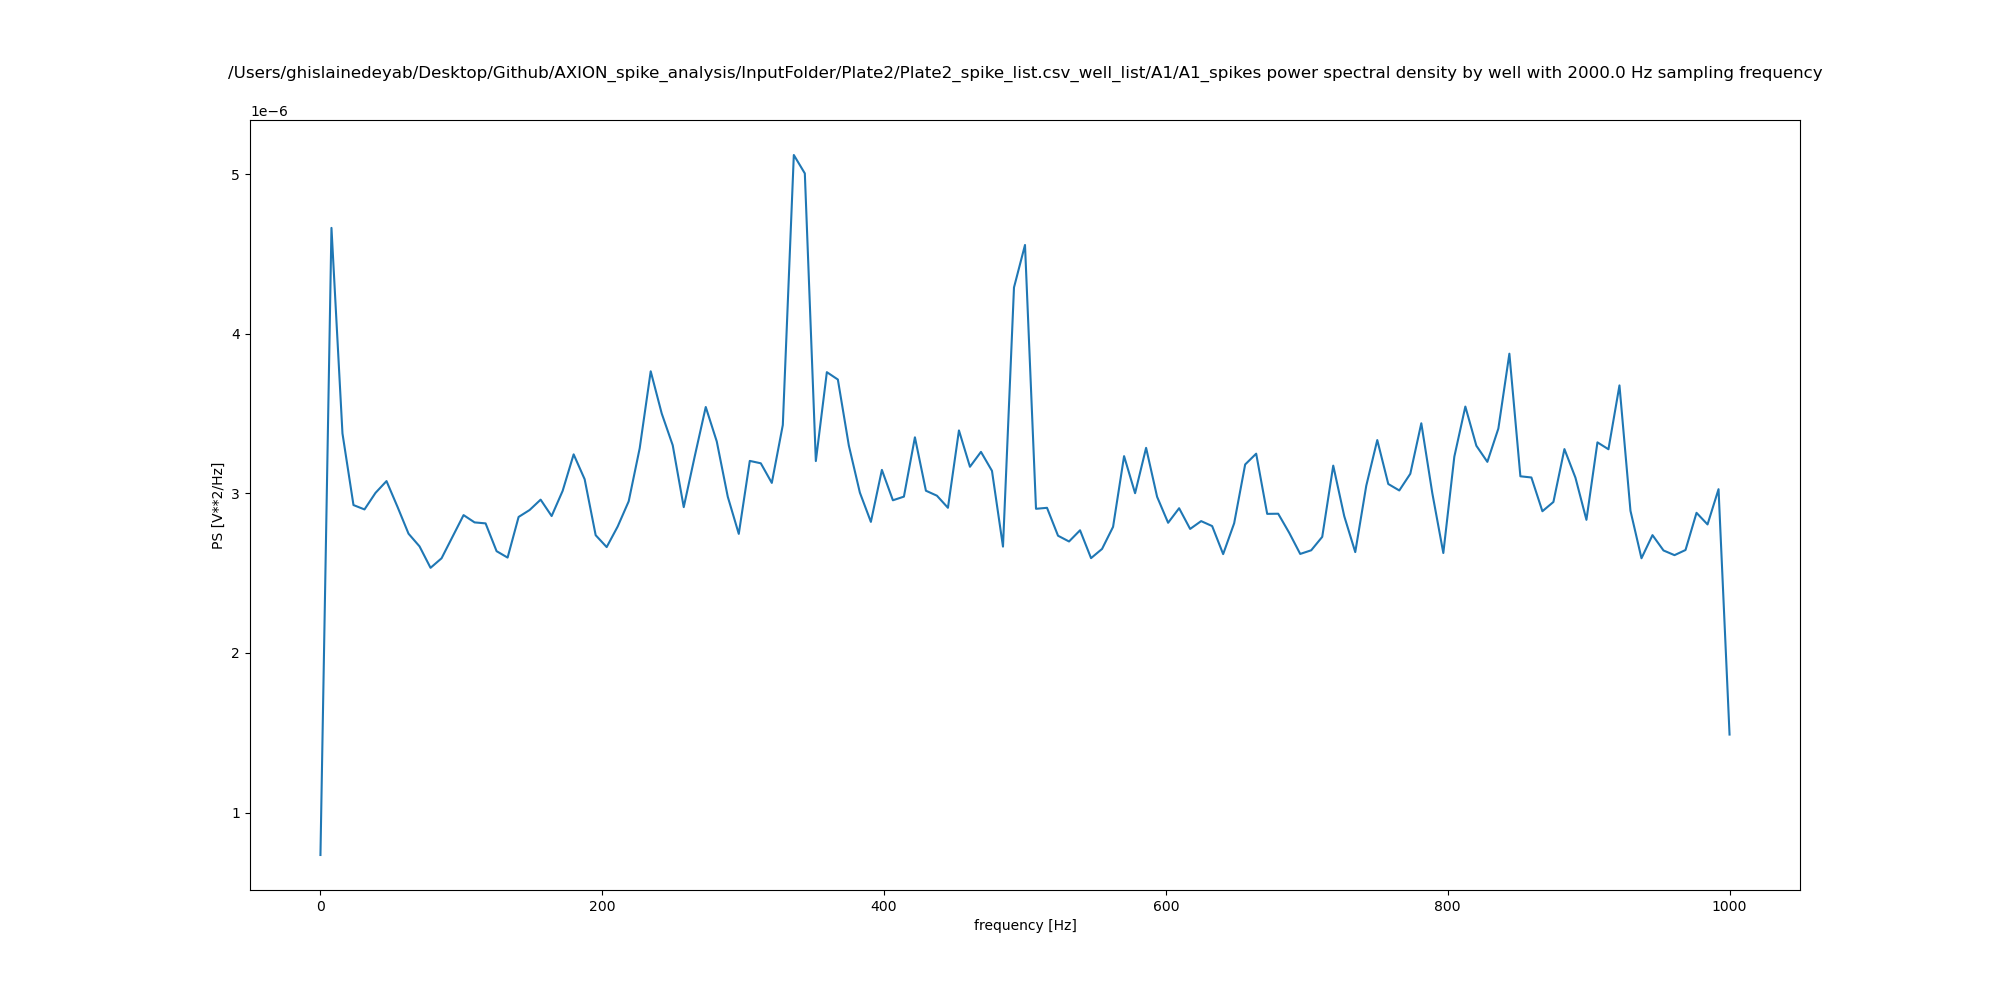 /Users/ghislainedeyab/Desktop/Github/AXION_spike_analysis/InputFolder/Plate2/Plate2_spike_list.csv_well_list/A1/A1_spikes power spectral density by well with 2000.0 Hz sampling frequency
1e−6
5
4
3
2
1
PS [V**2/Hz]
0 200 400 600 800 1000
frequency [Hz]